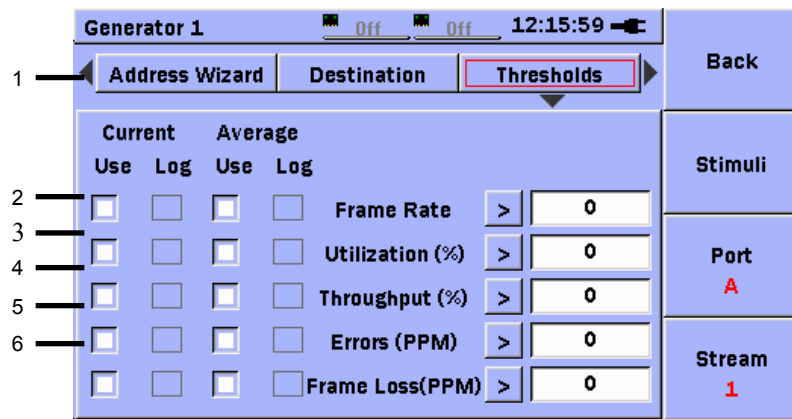 Generator 1 Off Off 12:15:59
Back
1 Address Wizard Destination Thresholds
Current Average
Use Log Use Log
Stimuli
2 Frame Rate > 0
3 Utilization (%) > 0
Port
A
4 Throughput (%) > 0
5 Errors (PPM) > 0
6 Frame Loss(PPM) > 0
Stream
1